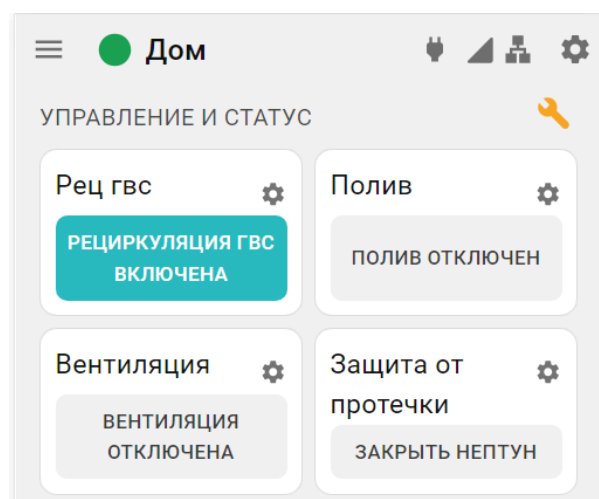 Дом
УПРАВЛЕНИЕ И СТАТУС
Рец гвс
РЕЦИРКУЛЯЦИЯ ГВС
ВКЛЮЧЕНА
Полив
ПОЛИВ ОТКЛЮЧЕН
Вентиляция
ВЕНТИЛЯЦИЯ
ОТКЛЮЧЕНА
Защита от
протечки
ЗАКРЫТЬ НЕПТУН